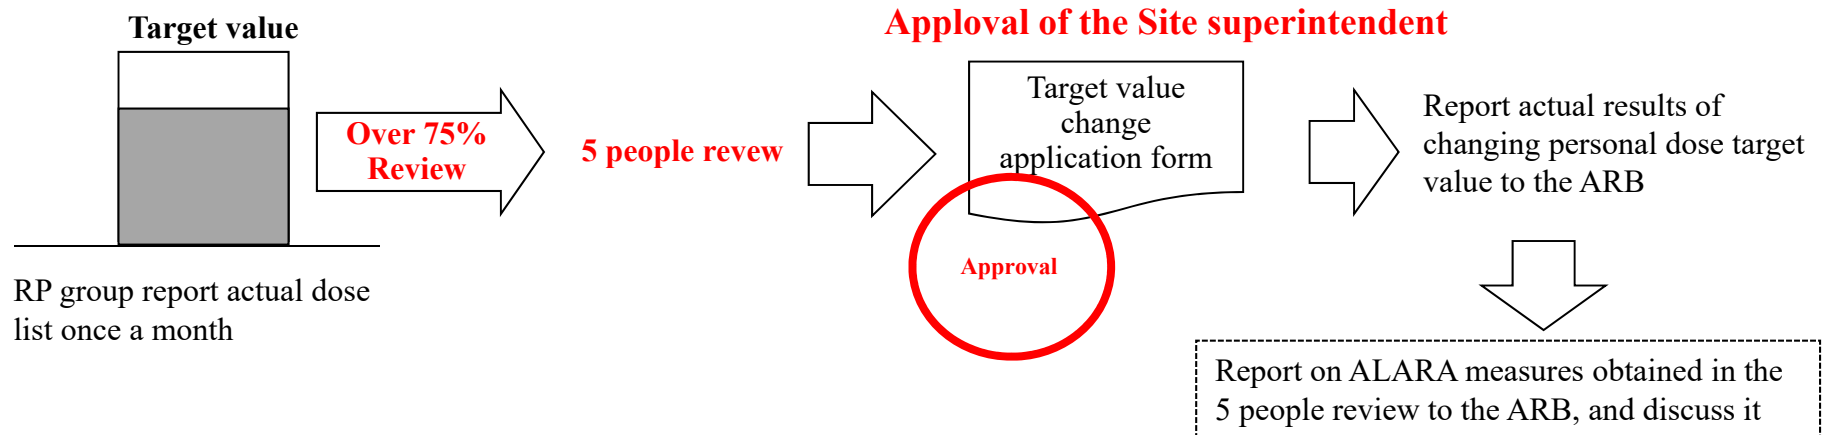 Target value
Apploval of the Site superintendent
Over 75%
Review
5 people revew
Target value
change
application form
Approval
Report actual results of
changing personal dose target
value to the ARB
RP group report actual dose
list once a month
Report on ALARA measures obtained in the
5 people review to the ARB, and discuss it